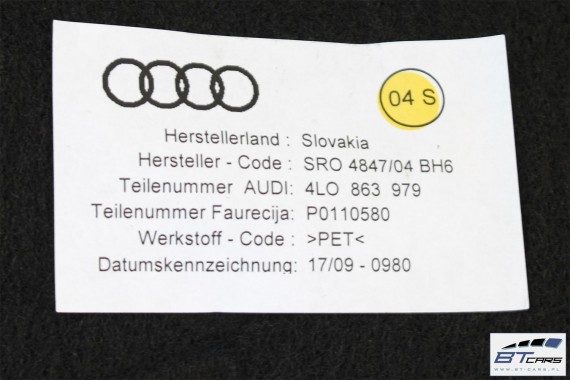 04 S
Herstellerland : Slovakia
Hersteller - Code : SRO 4847/04 BH6
Teilenummer AUDI: 4LO 863 979
Teilenummer Faurecija: P0110580
Werkstoff - Code : >PET<
Datumskennzeichnung: 17/09 - 0980
BT CARS
WWW.BT-CARS.PL